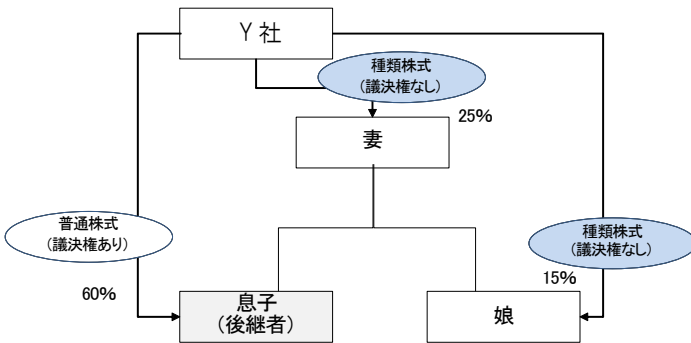 Y社
種類株式
(議決権なし)
25%
妻
普通株式
(議決権あり)
種類株式
(議決権なし)
60%
15%
息子
(後継者)
娘